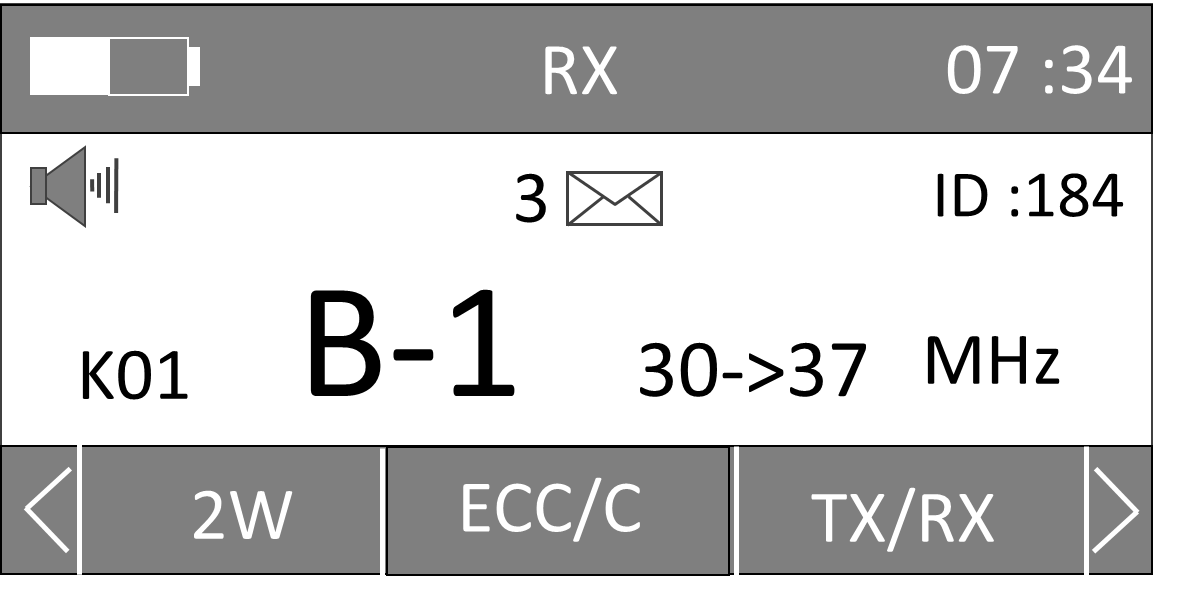 RX 07 :34
3 ID :184
K01 B-1 30->37 MHz
2W ECC/C TX/RX